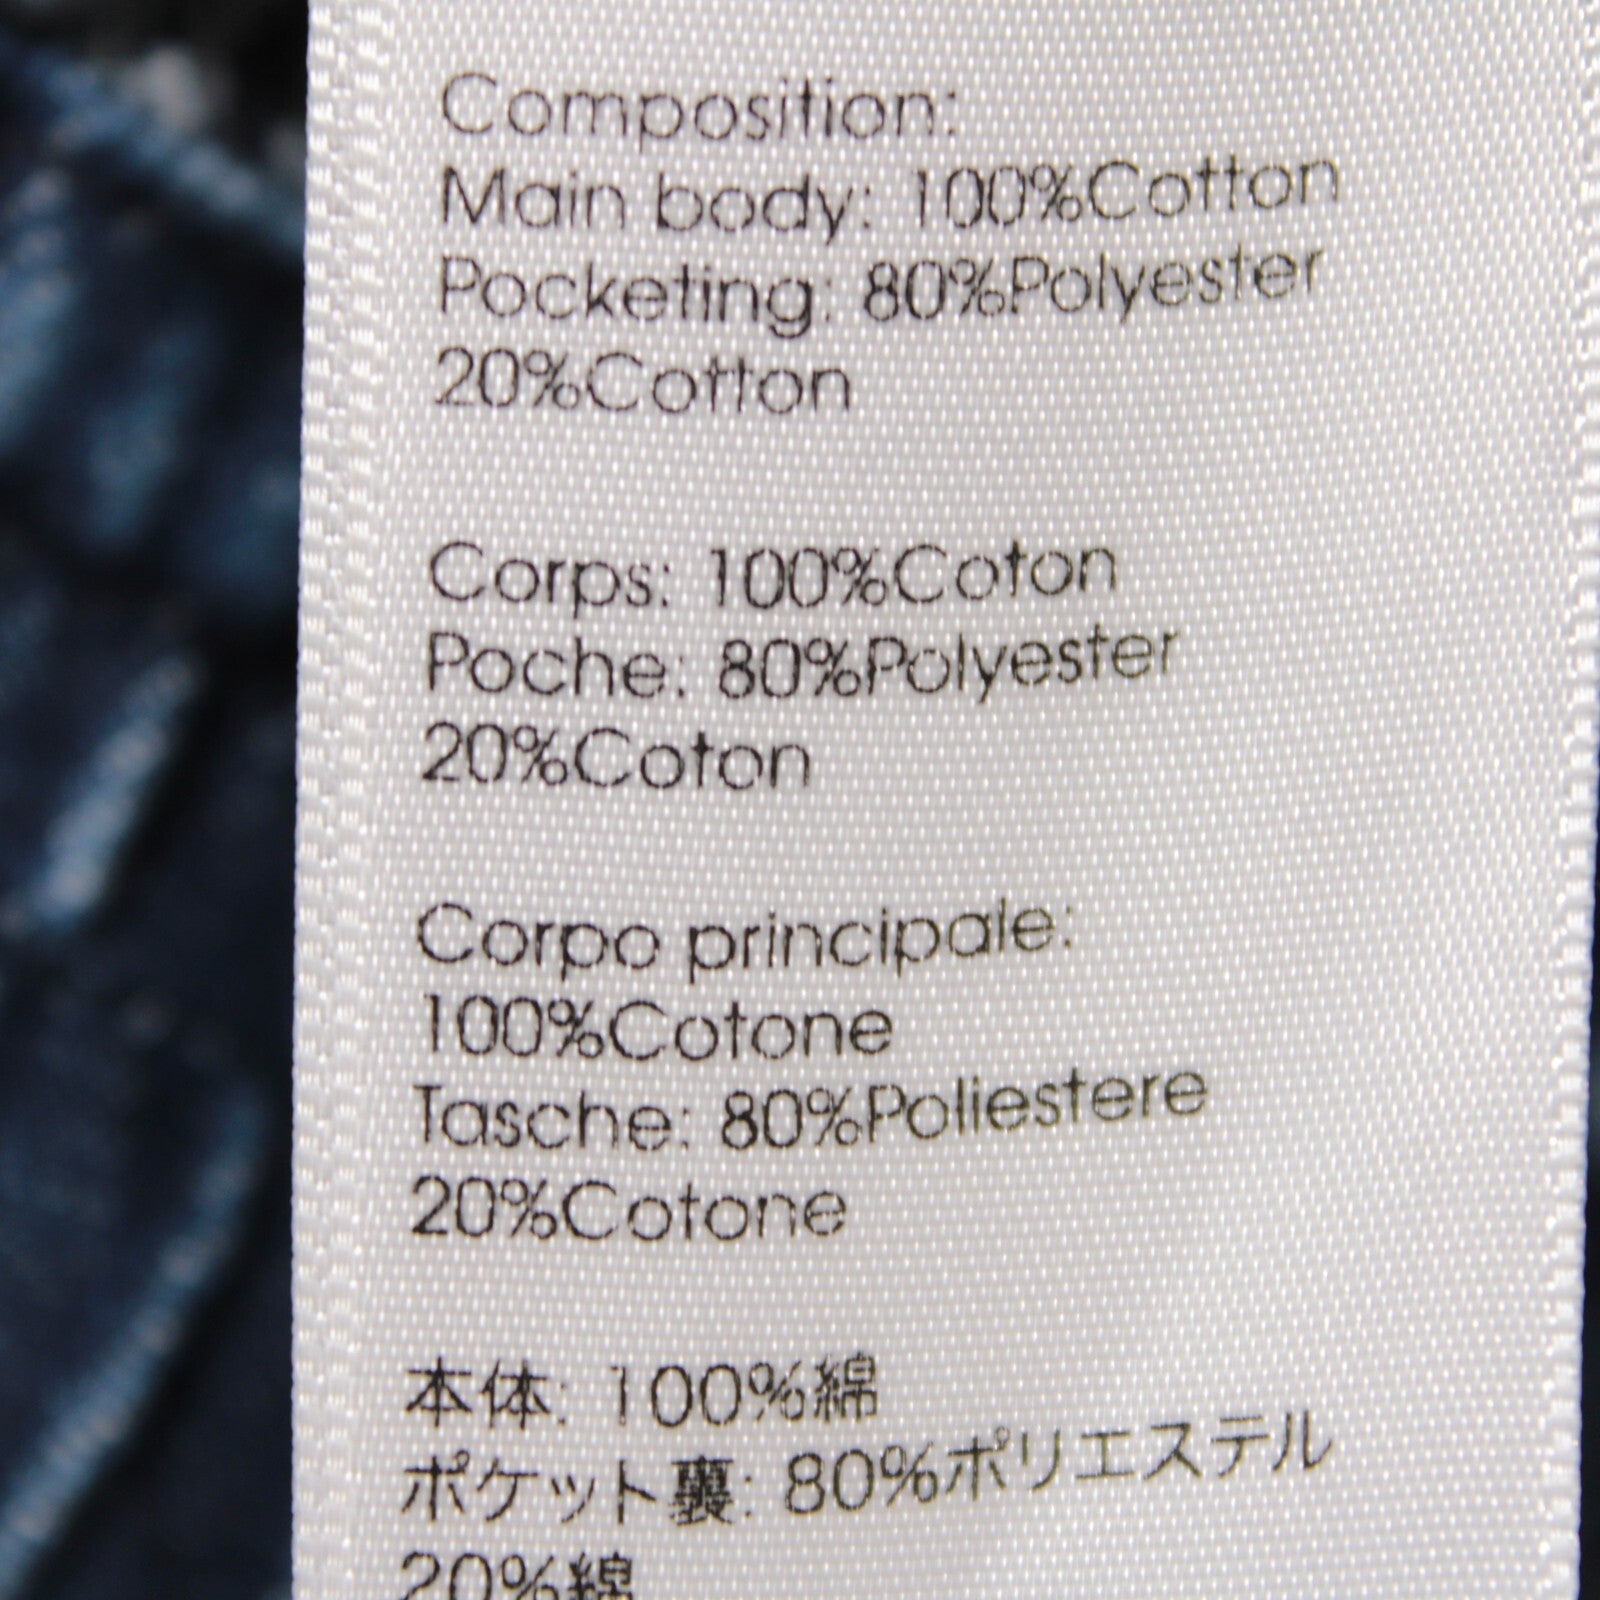 Composition:
Main body: 100%Cotton
Pocketing: 80%Polyester
20%Cotton
Corps: 100%Coton
Poche: 80%Polyester
20%Coton
Corpo principale:
100%Cotone
Tasche: 80%Poliestere
20%Cotone
本体: 100%綿
ポケット裏: 80%ポリエステル
20%綿